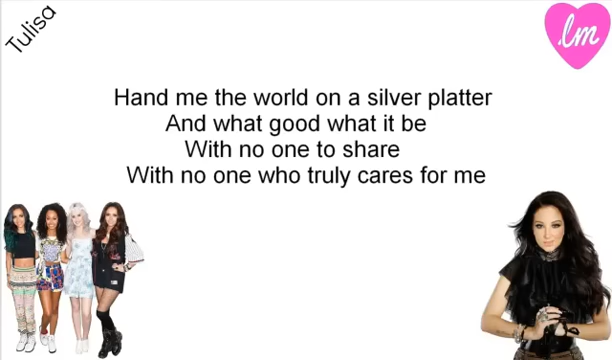 Tulisa
lm
Hand me the world on a silver platter
And what good what it be
With no one to share
With no one who truly cares for me